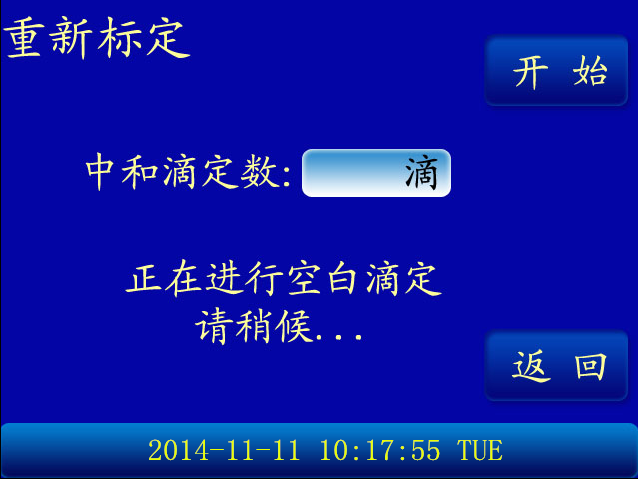 重新标定
开 始
中和滴定数: 滴
正在进行空白滴定
请稍候...
返 回
2014-11-11 10:17:55 TUE